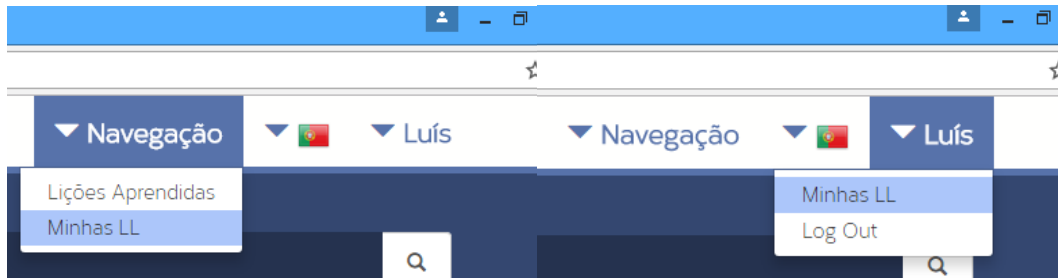 Navegação Luís
Lições Aprendidas
Minhas LL
Navegação Luís
Minhas LL
Log Out